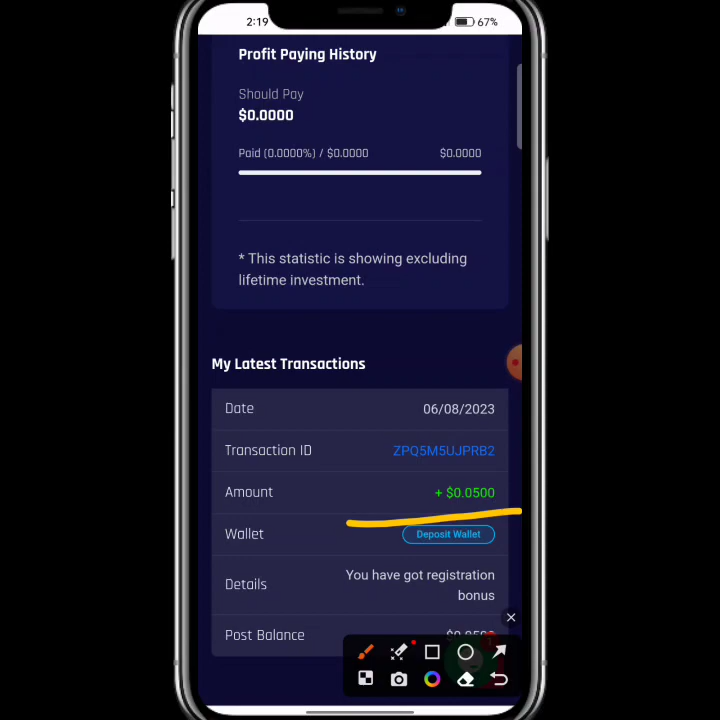 2:19
67%
Profit Paying History
Should Pay
$0.0000
Paid (0.0000%) / $0.0000 $0.0000
* This statistic is showing excluding
lifetime investment.
My Latest Transactions
Date 06/08/2023
Transaction ID ZPQ5M5UJPRB2
Amount + $0.0500
Wallet Deposit Wallet
Details You have got registration
bonus
Post Balance